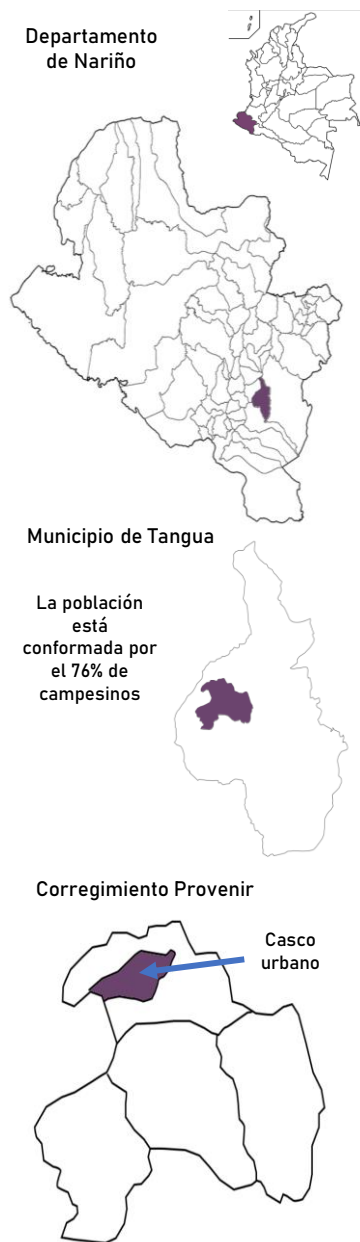 Departamento
de Nariño
Municipio de Tangua
La población
está
conformada por
el 76% de
campesinos
Corregimiento Provenir
Casco
urbano